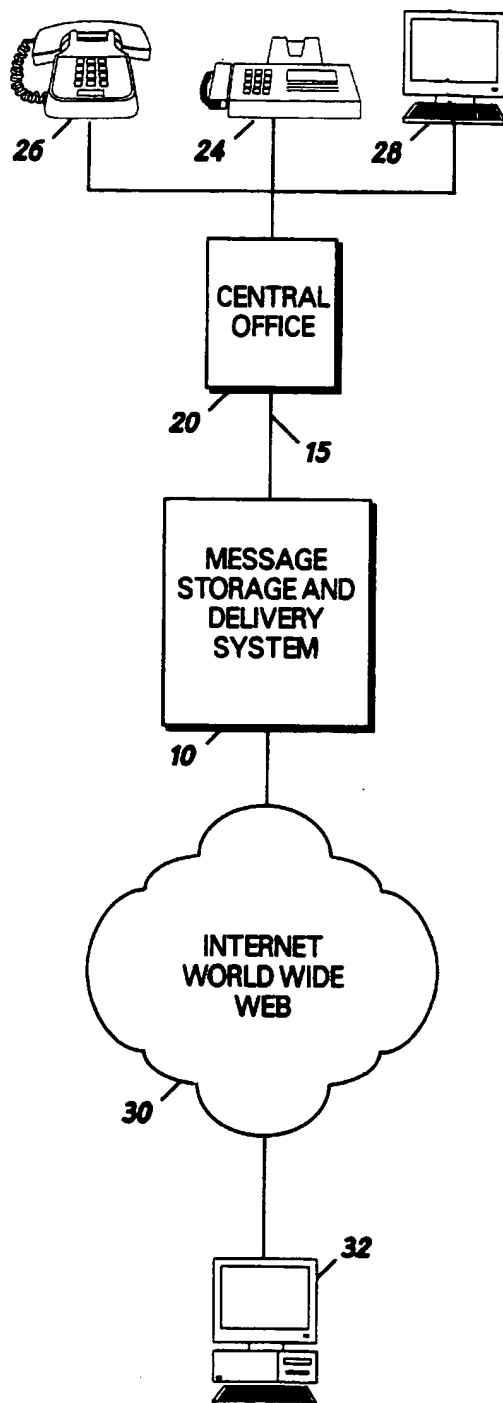 26
24
28
CENTRAL
OFFICE
20
15
MESSAGE
STORAGE AND
DELIVERY
SYSTEM
10
INTERNET
WORLD WIDE
WEB
30
32